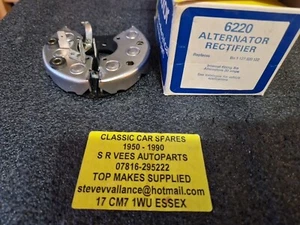 6220
ALTERNATOR
RECTIFIER
CLASSIC CAR SPARES
1950 - 1990
S R VEES AUTOPARTS
07816-295222
TOP MAKES SUPPLIED
stevevvallance@hotmail.com
17 CM7 1WU ESSEX